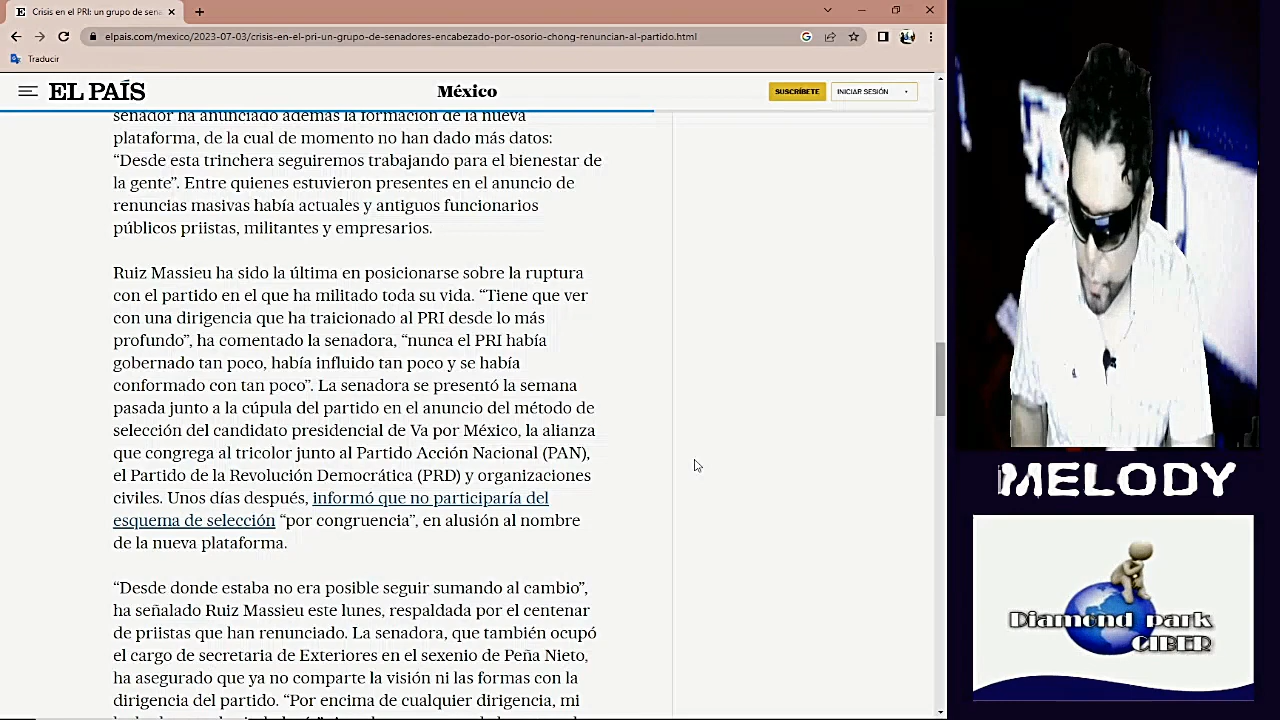 Crisis en el PRI: un grupo de sena
elpais.com/mexico/2023-07-03/crisis-en-el-pri-un-grupo-de-senadores-encabezado-por-osorio-chong-renuncian-al-partido.html
Traducir
EL PAÍS
México
SUSCRÍBETE
INICIAR SESIÓN
senador ha anunciado además la formación de la nueva
plataforma, de la cual de momento no han dado más datos:
“Desde esta trinchera seguiremos trabajando para el bienestar de
la gente”. Entre quienes estuvieron presentes en el anuncio de
renuncias masivas había actuales y antiguos funcionarios
públicos priistas, militantes y empresarios.
Ruiz Massieu ha sido la última en posicionarse sobre la ruptura
con el partido en el que ha militado toda su vida. “Tiene que ver
con una dirigencia que ha traicionado al PRI desde lo más
profundo”, ha comentado la senadora, “nunca el PRI había
gobernado tan poco, había influido tan poco y se había
conformado con tan poco”. La senadora se presentó la semana
pasada junto a la cúpula del partido en el anuncio del método de
selección del candidato presidencial de Va por México, la alianza
que congrega al tricolor junto al Partido Acción Nacional (PAN),
el Partido de la Revolución Democrática (PRD) y organizaciones
civiles. Unos días después, informó que no participaría del
esquema de selección “por congruencia”, en alusión al nombre
de la nueva plataforma.
“Desde donde estaba no era posible seguir sumando al cambio”,
ha señalado Ruiz Massieu este lunes, respaldada por el centenar
de priistas que han renunciado. La senadora, que también ocupó
el cargo de secretaria de Exteriores en el sexenio de Peña Nieto,
ha asegurado que ya no comparte la visión ni las formas con la
dirigencia del partido. “Por encima de cualquier dirigencia, mi
MELODY
Diamond park
CIBER